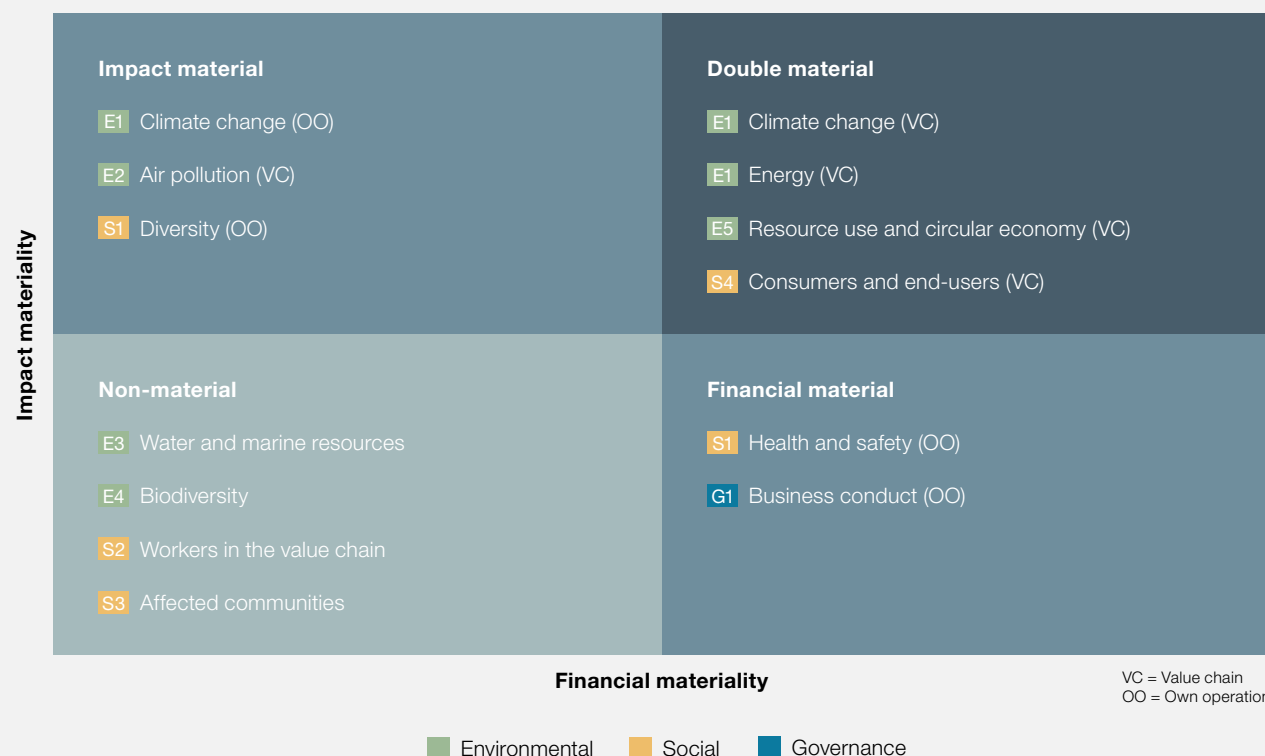 Impact material
E1 Climate change (OO)
E2 Air pollution (VC)
S1 Diversity (OO)
Double material
E1 Climate change (VC)
E1 Energy (VC)
E5 Resource use and circular economy (VC)
S4 Consumers and end-users (VC)
Impact materiality
Non-material
E3 Water and marine resources
E4 Biodiversity
S2 Workers in the value chain
S3 Affected communities
Financial material
S1 Health and safety (OO)
G1 Business conduct (OO)
Financial materiality
VC = Value chain
OO = Own operation
Environmental Social Governance